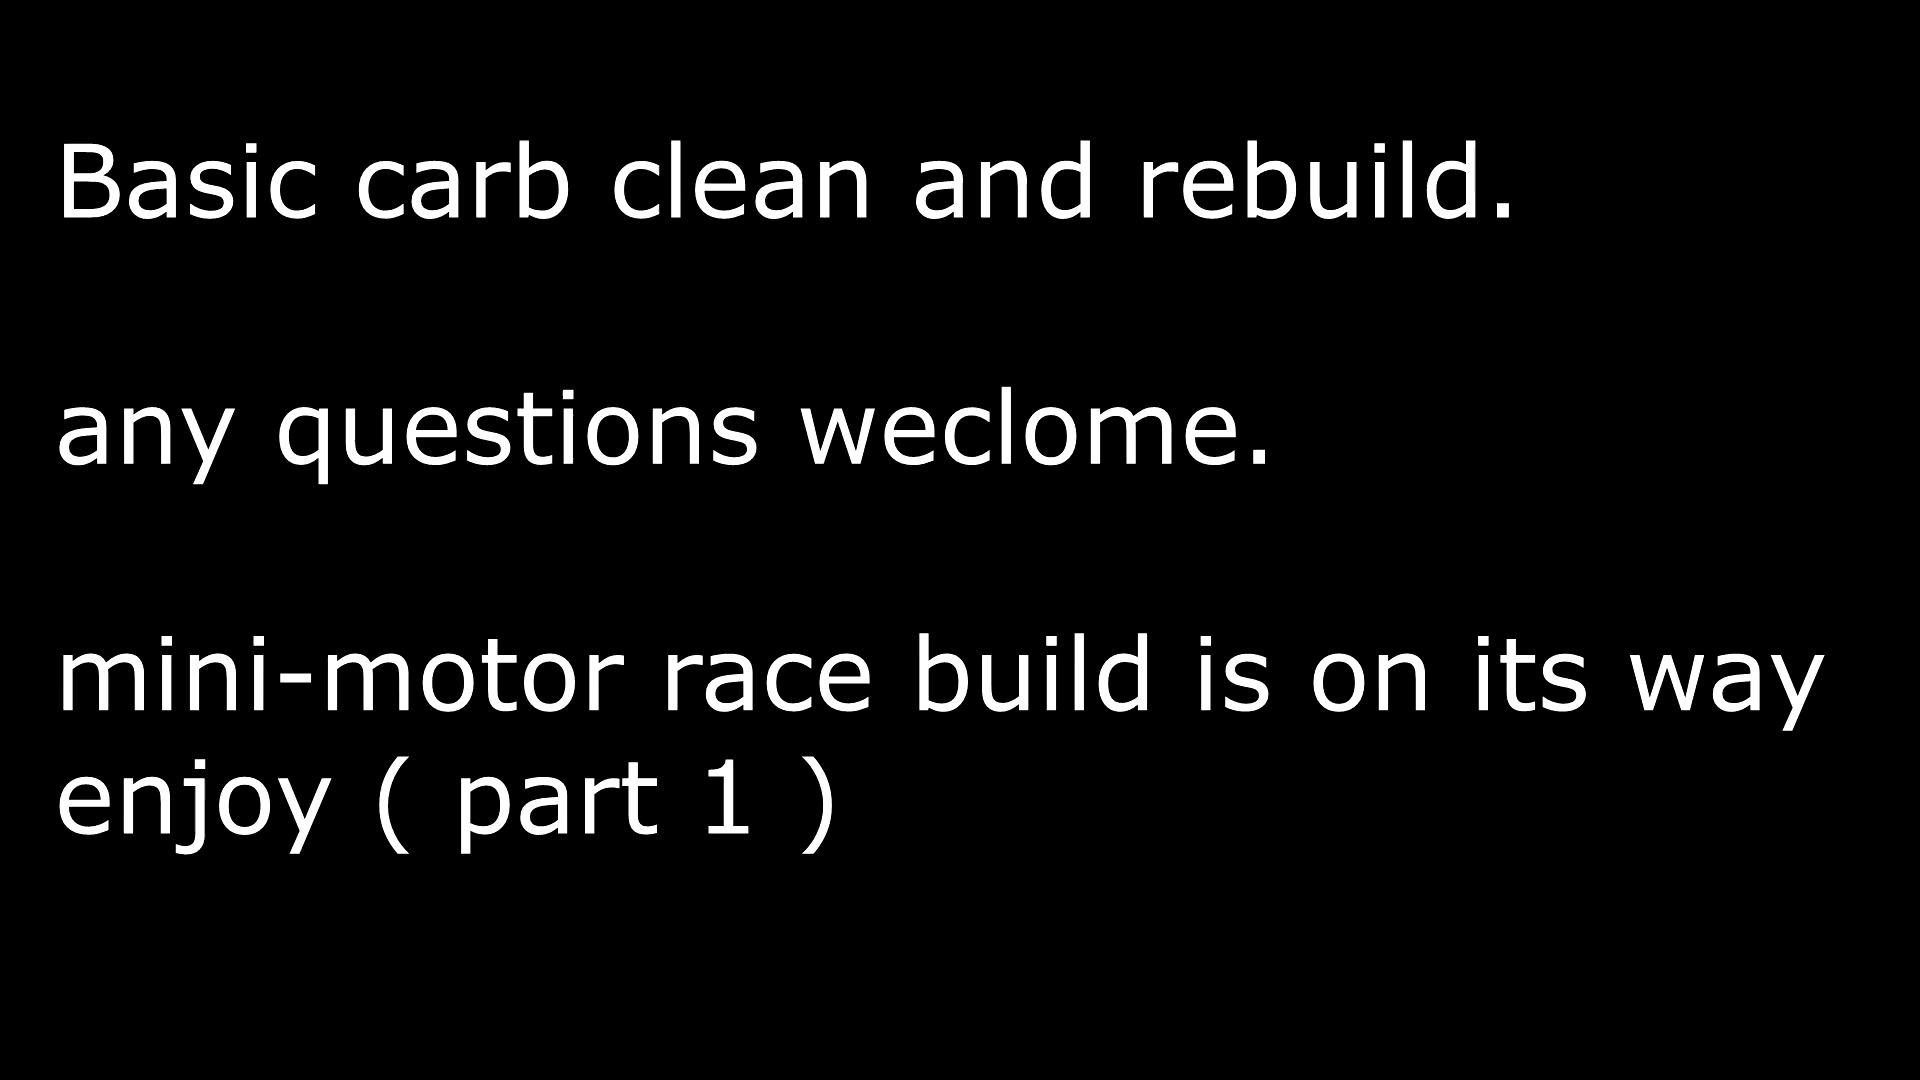 Basic carb clean and rebuild.
any questions weclome.
mini-motor race build is on its way
enjoy ( part 1 )